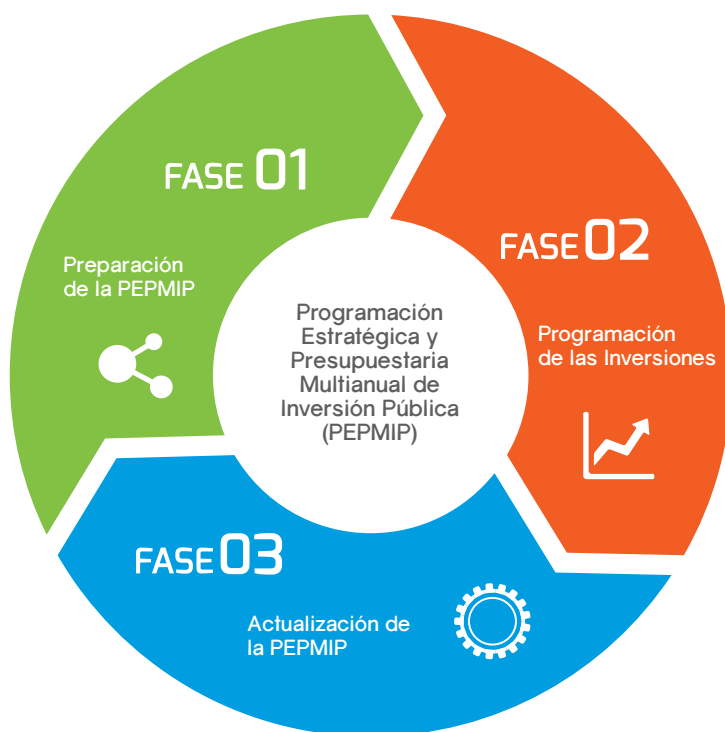 FASE 01
Preparación
de la PEPMIP
FASE 02
Programación
de las Inversiones
Programación
Estratégica y
Presupuestaria
Multianual de
Inversión Pública
(PEPMIP)
FASE 03
Actualización de
la PEPMIP